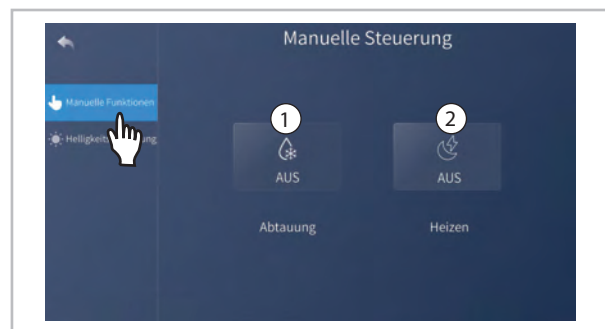 Manuelle Steuerung
Manuelle Funktionen
1
2
AUS
AUS
Abtauung
Heizen